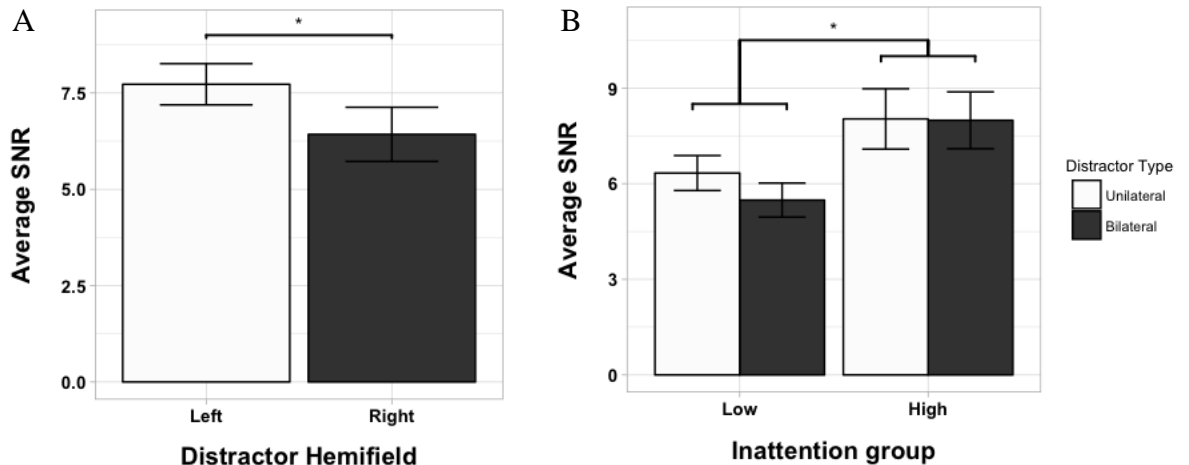 A
*
Average SNR
7.5
5.0
2.5
0.0
Left Right
Distractor Hemifield
B
*
Average SNR
9
6
3
0
Low High
Inattention group
Distractor Type
Unilateral
Bilateral